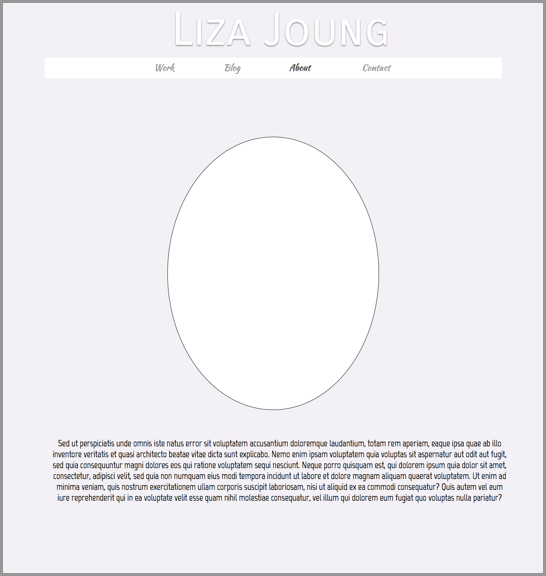 Liza Joung
Work Blog About Contact
Sed ut perspiciatis unde omnis iste natus error sit voluptatem accusantium doloremque laudantium, totam rem aperiam, eaque ipsa quae ab illo
inventore veritatis et quasi architecto beatae vitae dicta sunt explicabo. Nemo enim ipsam voluptatem quia voluptas sit aspernatur aut odit aut fugit,
sed quia consequuntur magni dolores eos qui ratione voluptatem sequi nesciunt. Neque porro quisquam est, qui dolorem ipsum quia dolor sit amet,
consectetur, adipisci velit, sed quia non numquam eius modi tempora incidunt ut labore et dolore magnam aliquam quaerat voluptatem. Ut enim ad
minima veniam, quis nostrum exercitationem ullam corporis suscipit laboriosam, nisi ut aliquid ex ea commodi consequatur? Quis autem vel eum
iure reprehenderit qui in ea voluptate velit esse quam nihil molestiae consequatur, vel illum qui dolorem eum fugiat quo voluptas nulla pariatur?